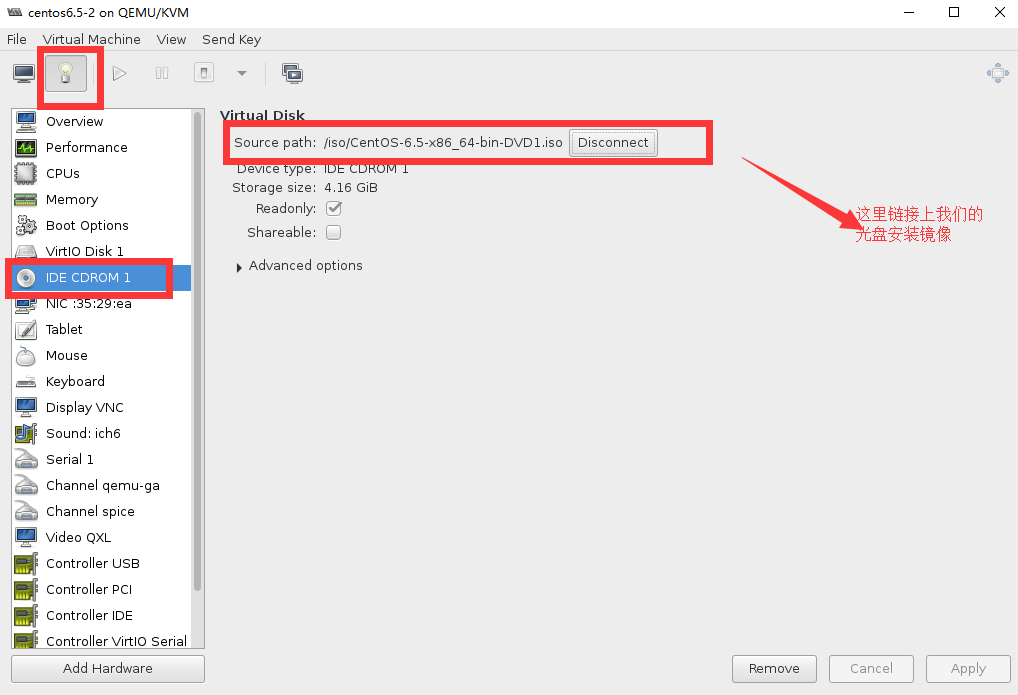 centos6.5-2 on QEMU/KVM
File Virtual Machine View Send Key
Overview
Performance
CPUs
Memory
Boot Options
VirtIO Disk 1
IDE CDROM 1
NIC :35:29:ea
Tablet
Mouse
Keyboard
Display VNC
Sound: ich6
Serial 1
Channel qemu-ga
Channel spice
Video QXL
Controller USB
Controller PCI
Controller IDE
Controller VirtIO Serial
Add Hardware
Virtual Disk
Source path: /iso/CentOS-6.5-x86_64-bin-DVD1.iso Disconnect
Device type: IDE CDROM 1
Storage size: 4.16 GiB
Readonly:
Shareable:
Advanced options
这里链接上我们的
光盘安装镜像
Remove Cancel Apply